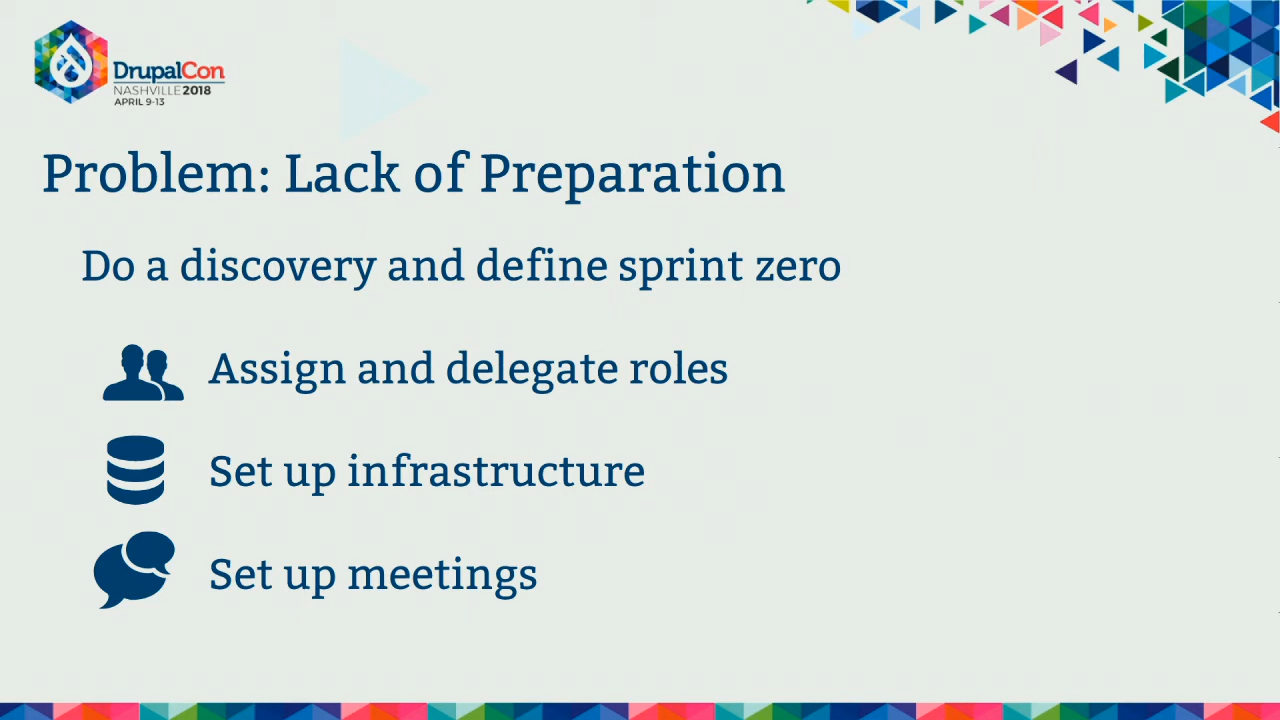 DrupalCon
NASHVILLE 2018
APRIL 9-13
Problem: Lack of Preparation
Do a discovery and define sprint zero
Assign and delegate roles
Set up infrastructure
Set up meetings